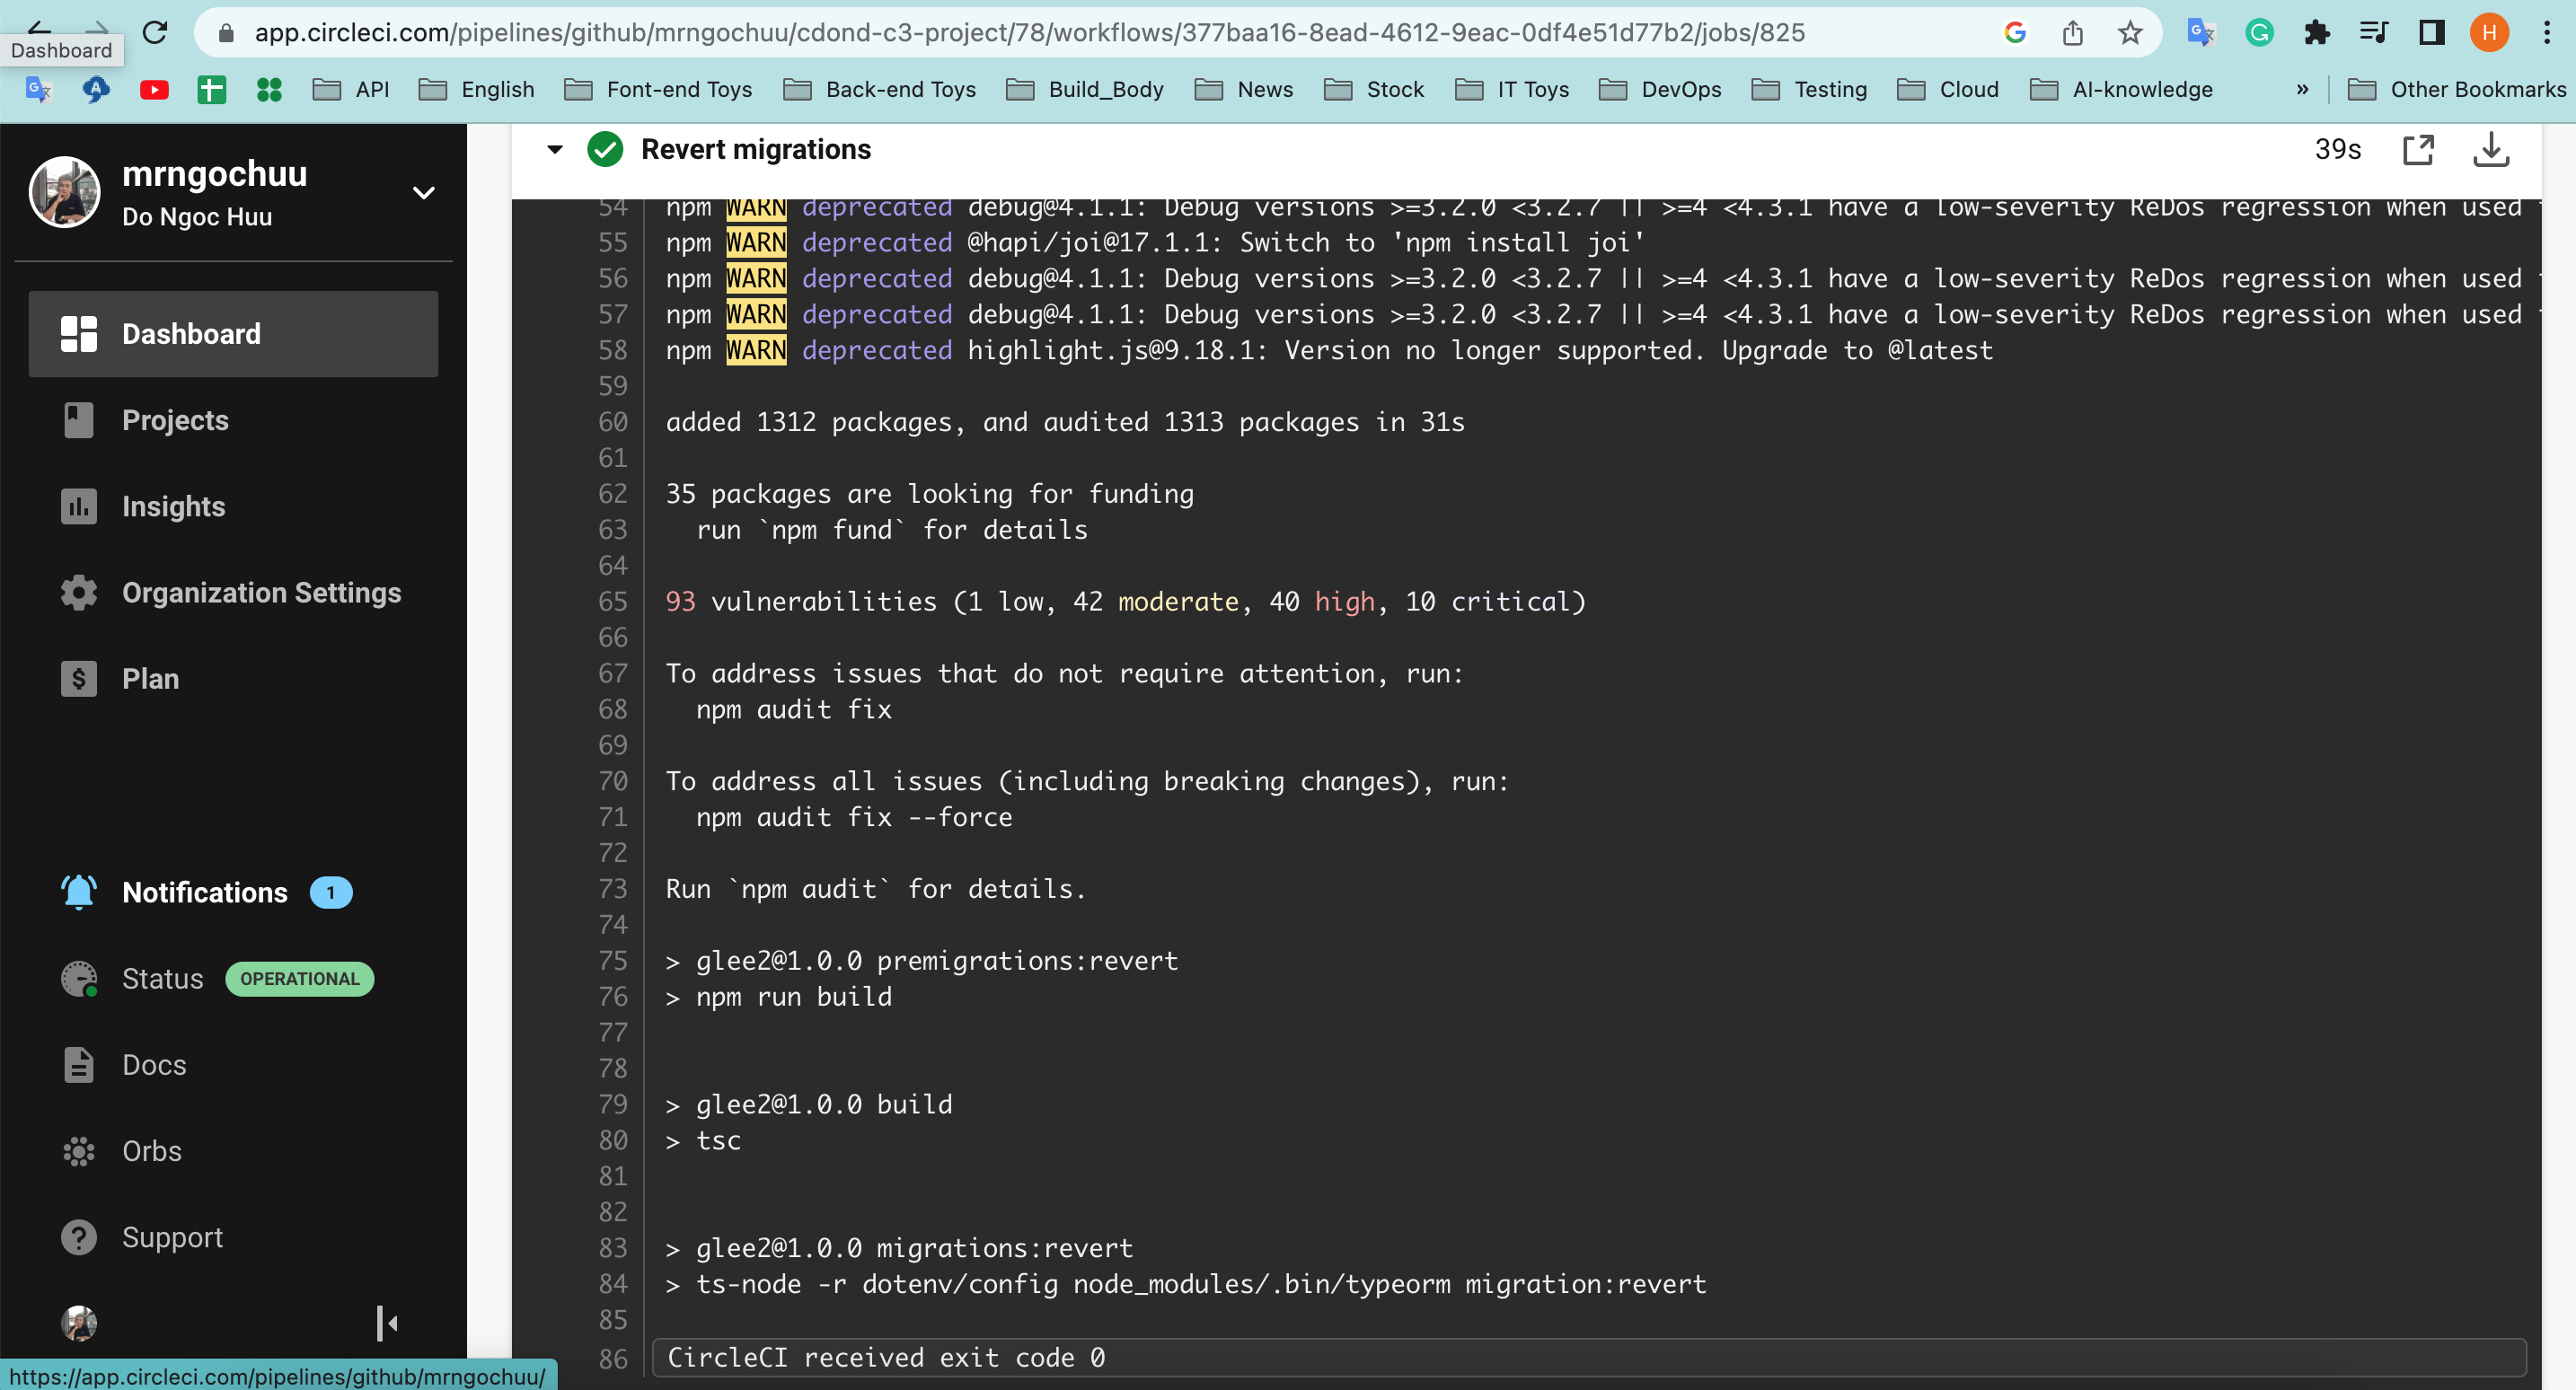 app.circleci.com/pipelines/github/mrngochuu/cdond-c3-project/78/workflows/377baa16-8ead-4612-9eac-0df4e51d77b2/jobs/825
H
Dashboard
API
English
Font-end Toys
Back-end Toys
Build_Body
News
Stock
IT Toys
DevOps
Testing
Cloud
AI-knowledge
»
Other Bookmarks
mrngochuu
Do Ngoc Huu
Dashboard
Projects
Insights
Organization Settings
Plan
Notifications 1
Status OPERATIONAL
Docs
Orbs
Support
https://app.circleci.com/pipelines/github/mrngochuu/
Revert migrations 39s
54 npm WARN deprecated debug@4.1.1: Debug versions >=3.2.0 <3.2.7 || >=4 <4.3.1 have a low-severity ReDos regression when used
55 npm WARN deprecated @hapi/joi@17.1.1: Switch to 'npm install joi'
56 npm WARN deprecated debug@4.1.1: Debug versions >=3.2.0 <3.2.7 || >=4 <4.3.1 have a low-severity ReDos regression when used
57 npm WARN deprecated debug@4.1.1: Debug versions >=3.2.0 <3.2.7 || >=4 <4.3.1 have a low-severity ReDos regression when used
58 npm WARN deprecated highlight.js@9.18.1: Version no longer supported. Upgrade to @latest
59
60 added 1312 packages, and audited 1313 packages in 31s
61
62 35 packages are looking for funding
63 run `npm fund` for details
64
65 93 vulnerabilities (1 low, 42 moderate, 40 high, 10 critical)
66
67 To address issues that do not require attention, run:
68 npm audit fix
69
70 To address all issues (including breaking changes), run:
71 npm audit fix --force
72
73 Run `npm audit` for details.
74
75 > glee2@1.0.0 premigrations:revert
76 > npm run build
77
78
79 > glee2@1.0.0 build
80 > tsc
81
82
83 > glee2@1.0.0 migrations:revert
84 > ts-node -r dotenv/config node_modules/.bin/typeorm migration:revert
85
86 CircleCI received exit code 0